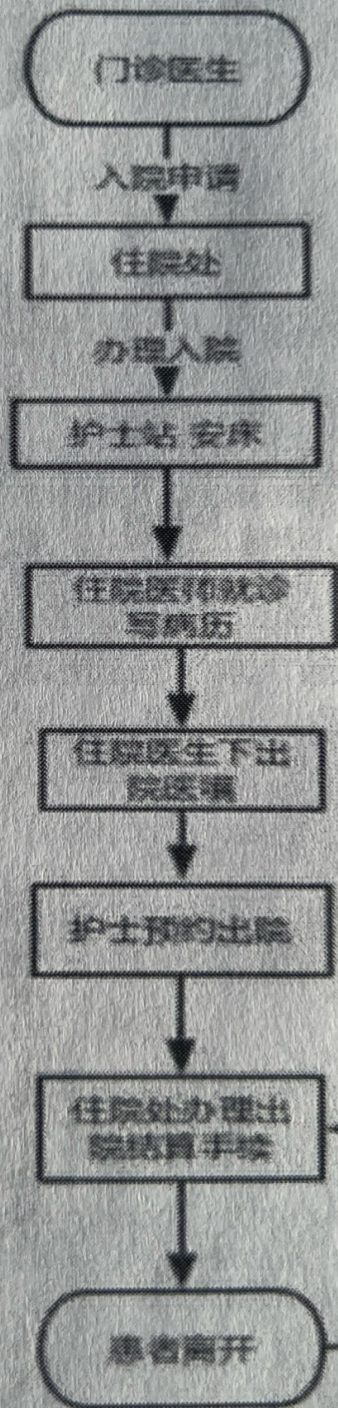 门诊医生
入院申请
住院处
办理入院
护士站 安床
住院医师就诊
写病历
住院医生下出
院医嘱
护士预约出院
住院处办理出
院结算手续
患者离开